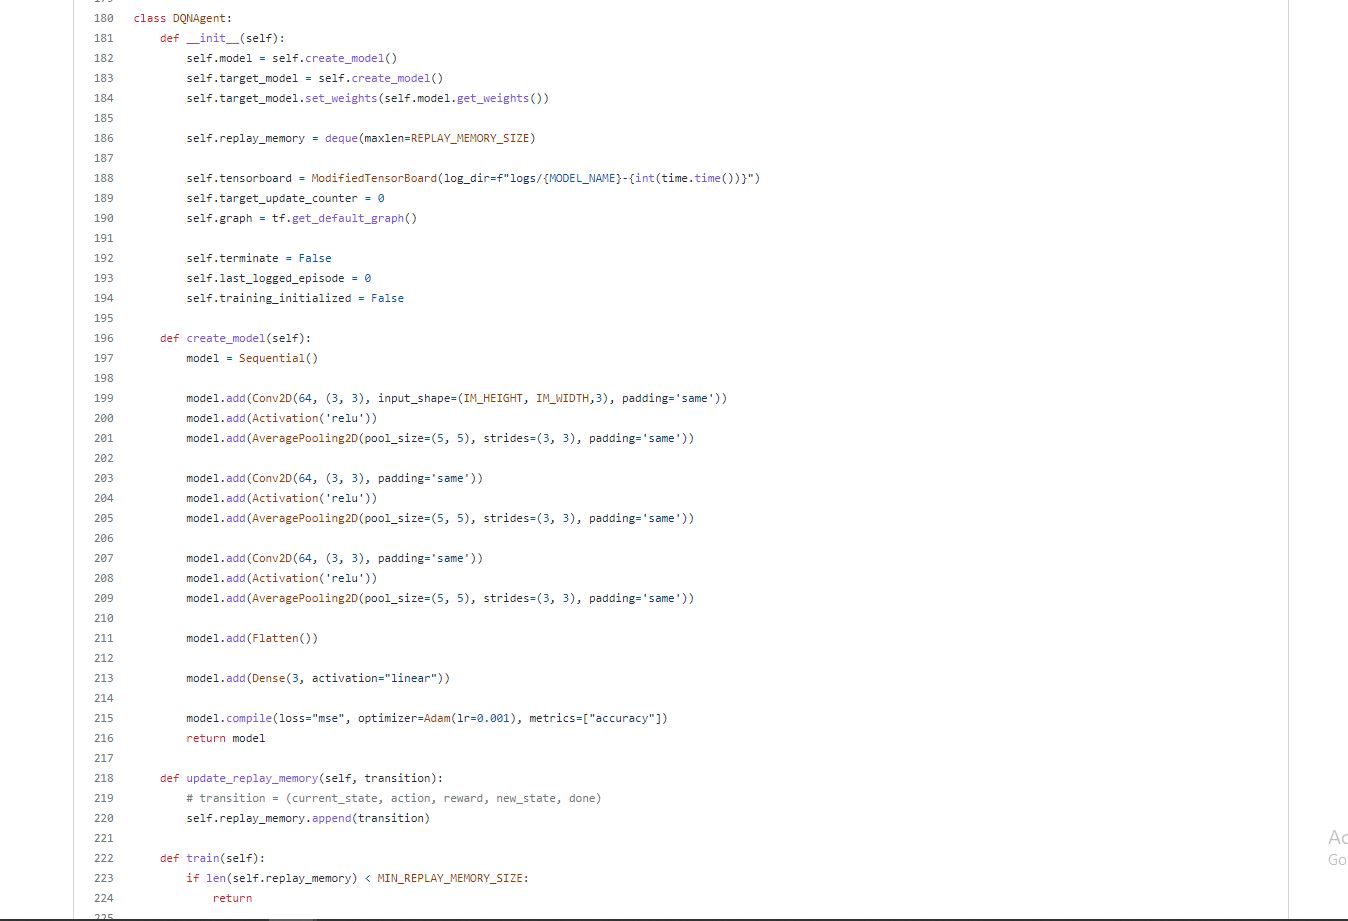 180 class DQNAgent:
181     def __init__(self):
182         self.model = self.create_model()
183         self.target_model = self.create_model()
184         self.target_model.set_weights(self.model.get_weights())
185
186         self.replay_memory = deque(maxlen=REPLAY_MEMORY_SIZE)
187
188         self.tensorboard = ModifiedTensorBoard(log_dir=f"logs/{MODEL_NAME}-{int(time.time())}")
189         self.target_update_counter = 0
190         self.graph = tf.get_default_graph()
191
192         self.terminate = False
193         self.last_logged_episode = 0
194         self.training_initialized = False
195
196     def create_model(self):
197         model = Sequential()
198
199         model.add(Conv2D(64, (3, 3), input_shape=(IM_HEIGHT, IM_WIDTH,3), padding='same'))
200         model.add(Activation('relu'))
201         model.add(AveragePooling2D(pool_size=(5, 5), strides=(3, 3), padding='same'))
202
203         model.add(Conv2D(64, (3, 3), padding='same'))
204         model.add(Activation('relu'))
205         model.add(AveragePooling2D(pool_size=(5, 5), strides=(3, 3), padding='same'))
206
207         model.add(Conv2D(64, (3, 3), padding='same'))
208         model.add(Activation('relu'))
209         model.add(AveragePooling2D(pool_size=(5, 5), strides=(3, 3), padding='same'))
210
211         model.add(Flatten())
212
213         model.add(Dense(3, activation="linear"))
214
215         model.compile(loss="mse", optimizer=Adam(lr=0.001), metrics=["accuracy"])
216         return model
217
218     def update_replay_memory(self, transition):
219         # transition = (current_state, action, reward, new_state, done)
220         self.replay_memory.append(transition)
221
222     def train(self):
223         if len(self.replay_memory) < MIN_REPLAY_MEMORY_SIZE:
224             return
225
Go